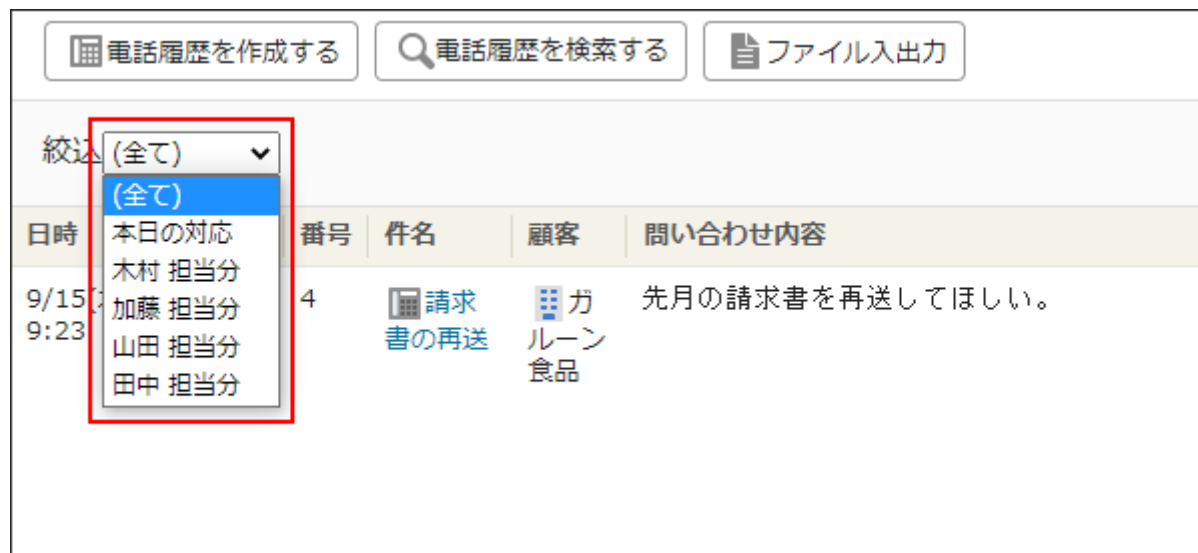 電話履歴を作成する 電話履歴を検索する ファイル入出力
絞込 (全て)
(全て)
本日の対応
木村 担当分
加藤 担当分
山田 担当分
田中 担当分
日時 番号 件名 顧客 問い合わせ内容
9/15( 4 請求 ガ 先月の請求書を再送してほしい。
9:23 書の再送 ルーン
食品